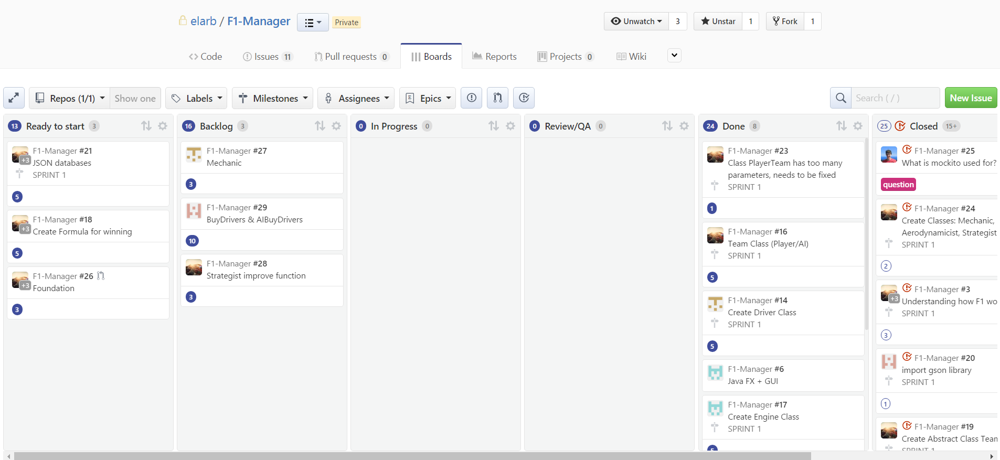 elarb / F1-Manager Private
Unwatch 3 Unstar 1 Fork 1
Code Issues 11 Pull requests 0 Boards Reports Projects 0 Wiki
Repos (1/1) Show one Labels Milestones Assignees E Epics Search ( / ) New Issue
13 Ready to start 3
F1-Manager #21
+3
JSON databases
SPRINT 1
5
F1-Manager #18
+3
Create Formula for winning
5
F1-Manager #26
+3
Foundation
3
16 Backlog 3
F1-Manager #27
Mechanic
3
F1-Manager #29
BuyDrivers & AIBuyDrivers
10
F1-Manager #28
Strategist improve function
3
0 In Progress 0
0 Review/QA 0
24 Done 8
F1-Manager #23
Class PlayerTeam has too many
parameters, needs to be fixed
SPRINT 1
1
F1-Manager #16
Team Class (Player/AI)
SPRINT 1
5
F1-Manager #14
Create Driver Class
SPRINT 1
5
F1-Manager #6
Java FX + GUI
F1-Manager #17
Create Engine Class
SPRINT 1
5
25 Closed 15+
F1-Manager #25
What is mockito used for?
question
F1-Manager #24
Create Classes: Mechanic,
Aerodynamicist, Strategist
SPRINT 1
2
F1-Manager #3
+3
Understanding how F1 wo
SPRINT 1
3
F1-Manager #20
import gson library
SPRINT 1
1
F1-Manager #19
Create Abstract Class Team
SPRINT 1